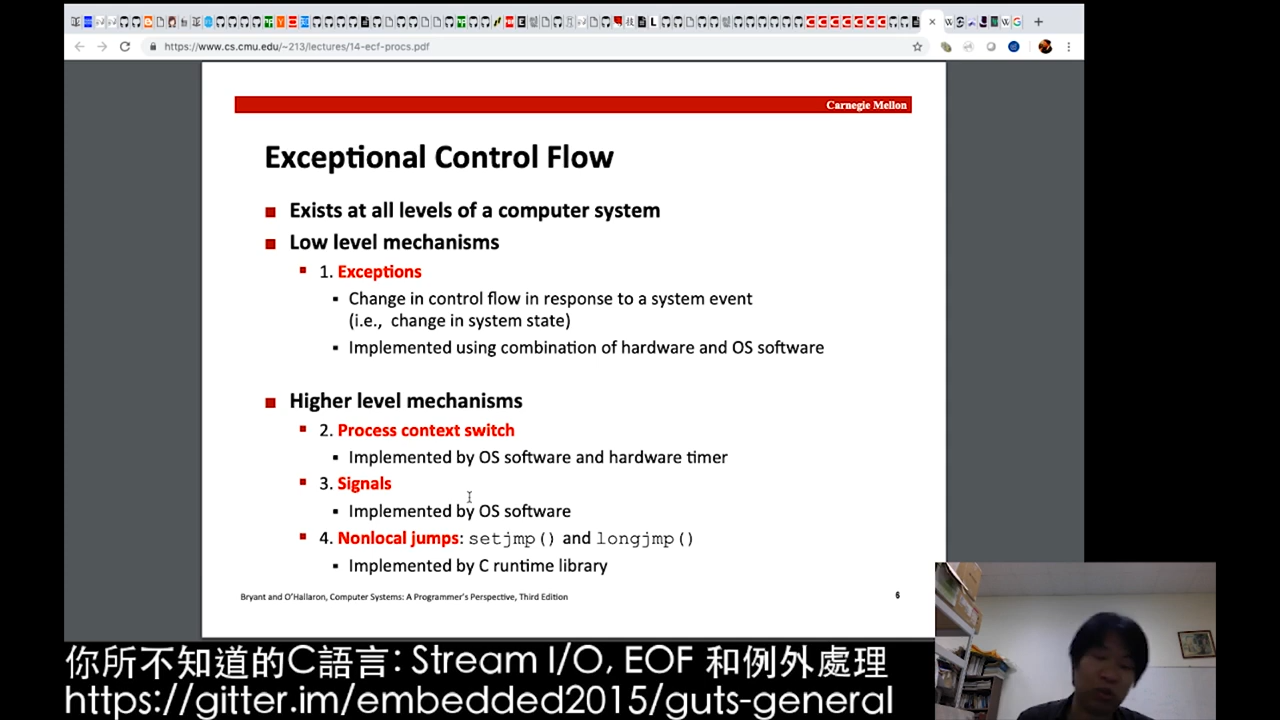 https://www.cs.cmu.edu/~213/lectures/14-ecf-procs.pdf
Carnegie Mellon
Exceptional Control Flow
Exists at all levels of a computer system
Low level mechanisms
1. Exceptions
Change in control flow in response to a system event
(i.e., change in system state)
Implemented using combination of hardware and OS software
Higher level mechanisms
2. Process context switch
Implemented by OS software and hardware timer
3. Signals
Implemented by OS software
4. Nonlocal jumps: setjmp() and longjmp()
Implemented by C runtime library
Bryant and O'Hallaron, Computer Systems: A Programmer's Perspective, Third Edition
6
你所不知道的C語言: Stream I/O, EOF 和例外處理
https://gitter.im/embedded2015/guts-general